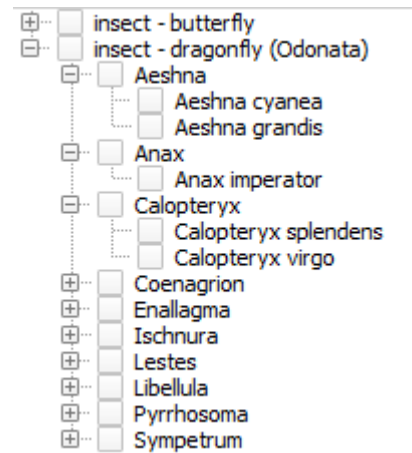 insect - butterfly
insect - dragonfly (Odonata)
Aeshna
Aeshna cyanea
Aeshna grandis
Anax
Anax imperator
Calopteryx
Calopteryx splendens
Calopteryx virgo
Coenagrion
Enallagma
Ischnura
Lestes
Libellula
Pyrrhosoma
Sympetrum